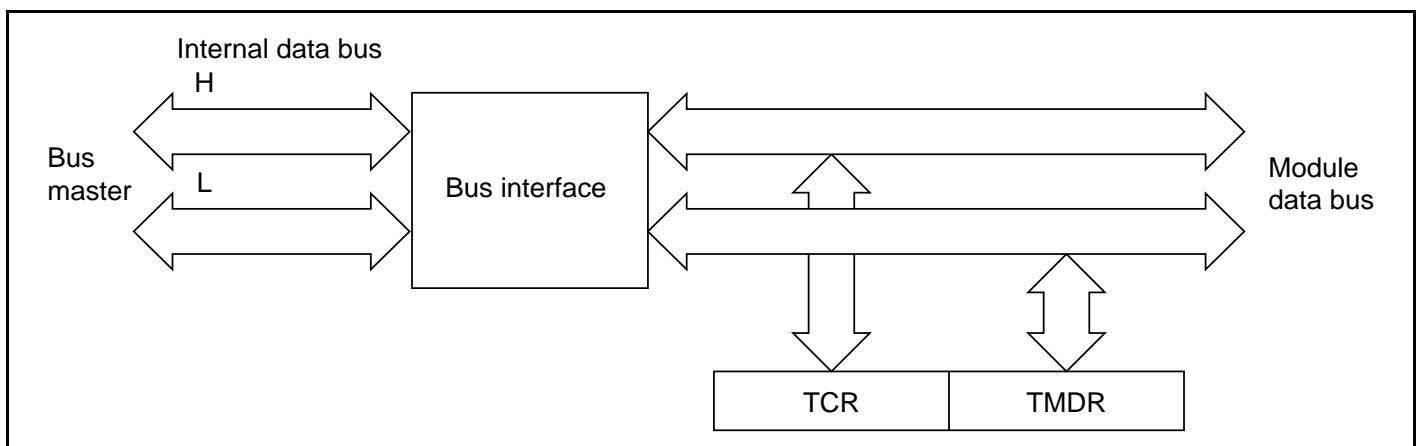 Internal data bus
H
Bus
master
L
Bus interface
Module
data bus
TCR
TMDR